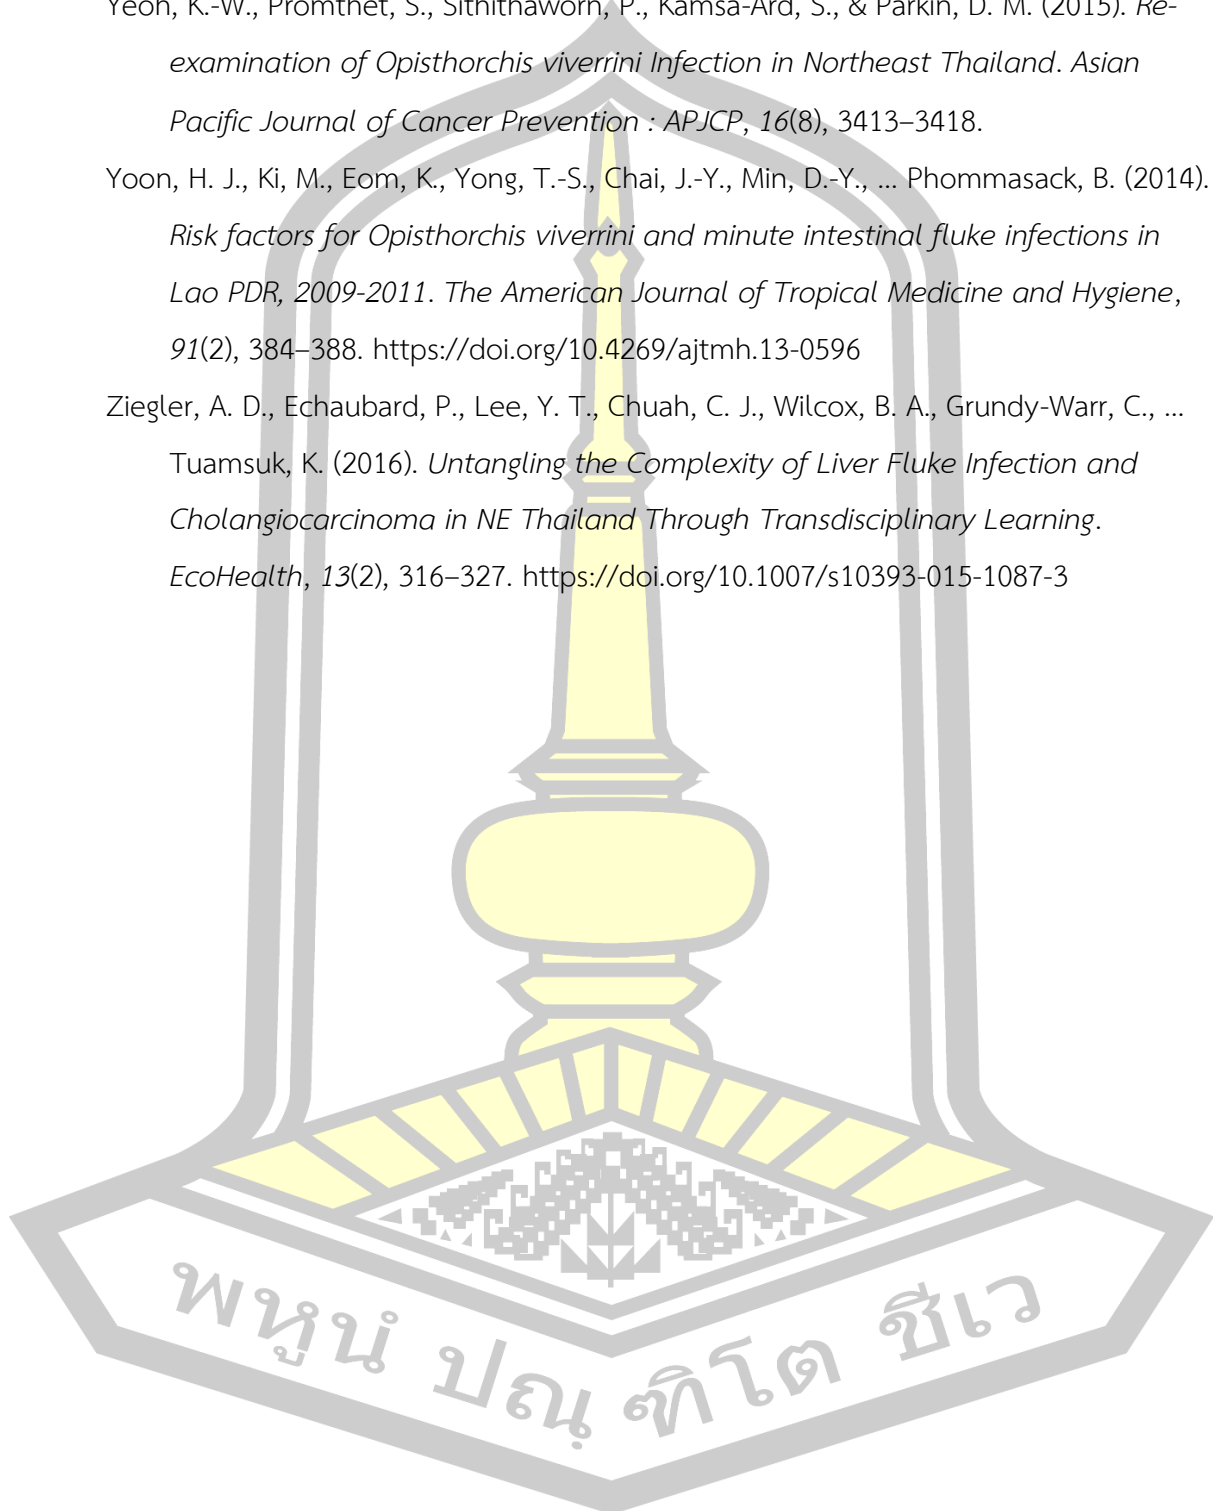 Yeoh, K.-W., Promthet, S., Sithithaworn, P., Kamsa-Ard, S., & Parkin, D. M. (2015). Re-
examination of Opisthorchis viverrini Infection in Northeast Thailand. Asian
Pacific Journal of Cancer Prevention : APJCP, 16(8), 3413–3418.
Yoon, H. J., Ki, M., Eom, K., Yong, T.-S., Chai, J.-Y., Min, D.-Y., … Phommasack, B. (2014).
Risk factors for Opisthorchis viverrini and minute intestinal fluke infections in
Lao PDR, 2009-2011. The American Journal of Tropical Medicine and Hygiene,
91(2), 384–388. https://doi.org/10.4269/ajtmh.13-0596
Ziegler, A. D., Echaubard, P., Lee, Y. T., Chuah, C. J., Wilcox, B. A., Grundy-Warr, C., …
Tuamsuk, K. (2016). Untangling the Complexity of Liver Fluke Infection and
Cholangiocarcinoma in NE Thailand Through Transdisciplinary Learning.
EcoHealth, 13(2), 316–327. https://doi.org/10.1007/s10393-015-1087-3
พหูนํ ปณฺฑิโต ชีเว